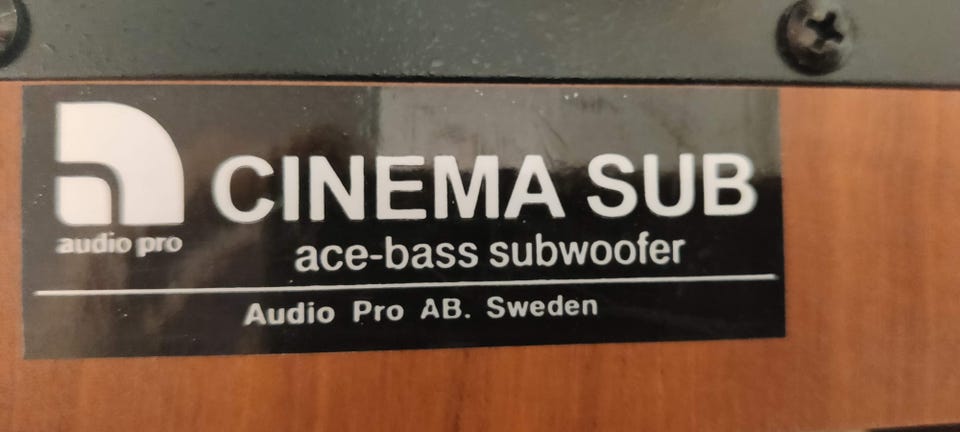 CINEMA SUB
audio pro
ace-bass subwoofer
Audio Pro AB. Sweden